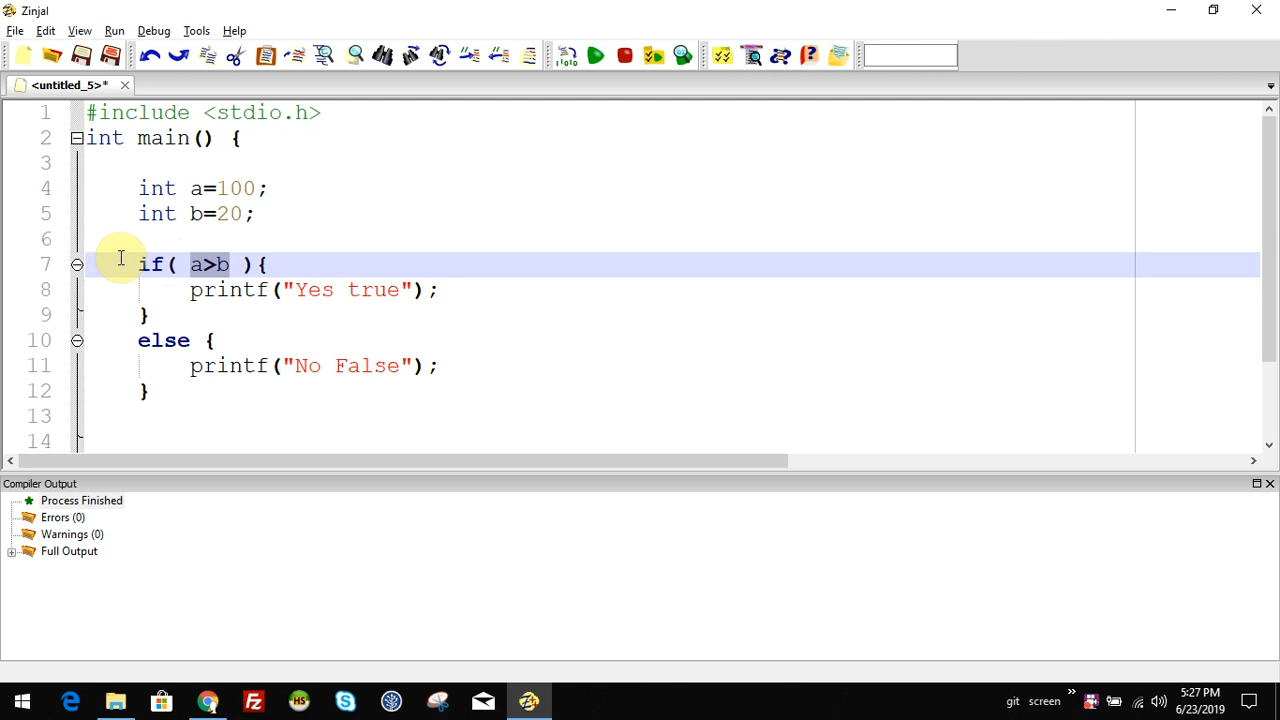 Zinjal
File Edit View Run Debug Tools Help
<untitled_5>*
1 #include <stdio.h>
2 int main() {
3
4 int a=100;
5 int b=20;
6
7 if( a>b ){
8 printf("Yes true");
9 }
10 else {
11 printf("No False");
12 }
13
14
Compiler Output
Process Finished
Errors (0)
Warnings (0)
Full Output
git screen
5:27 PM
6/23/2019